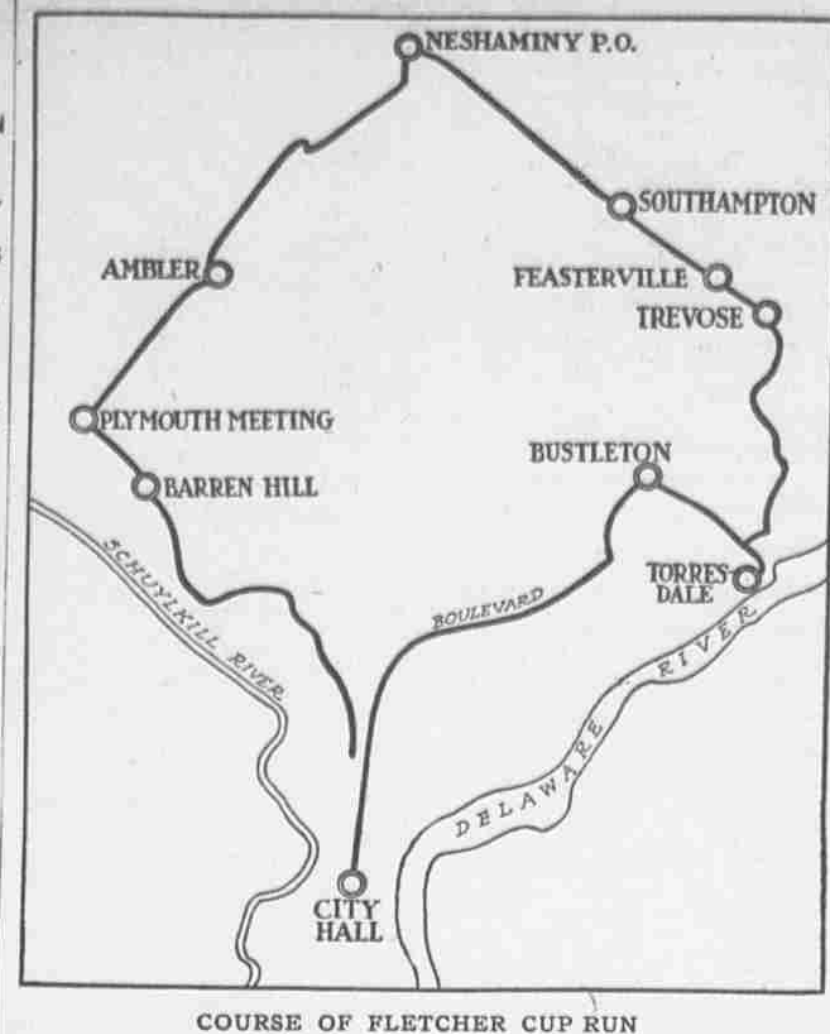 NESHAMINY P.O.
SOUTHAMPTON
AMBLER
FEASTERVILLE
TREVOSE
PLYMOUTH MEETING
BUSTLETON
BARREN HILL
SCHUYLKILL RIVER
TORRES-
DALE
BOULEVARD
DELAWARE RIVER
CITY
HALL
COURSE OF FLETCHER CUP RUN